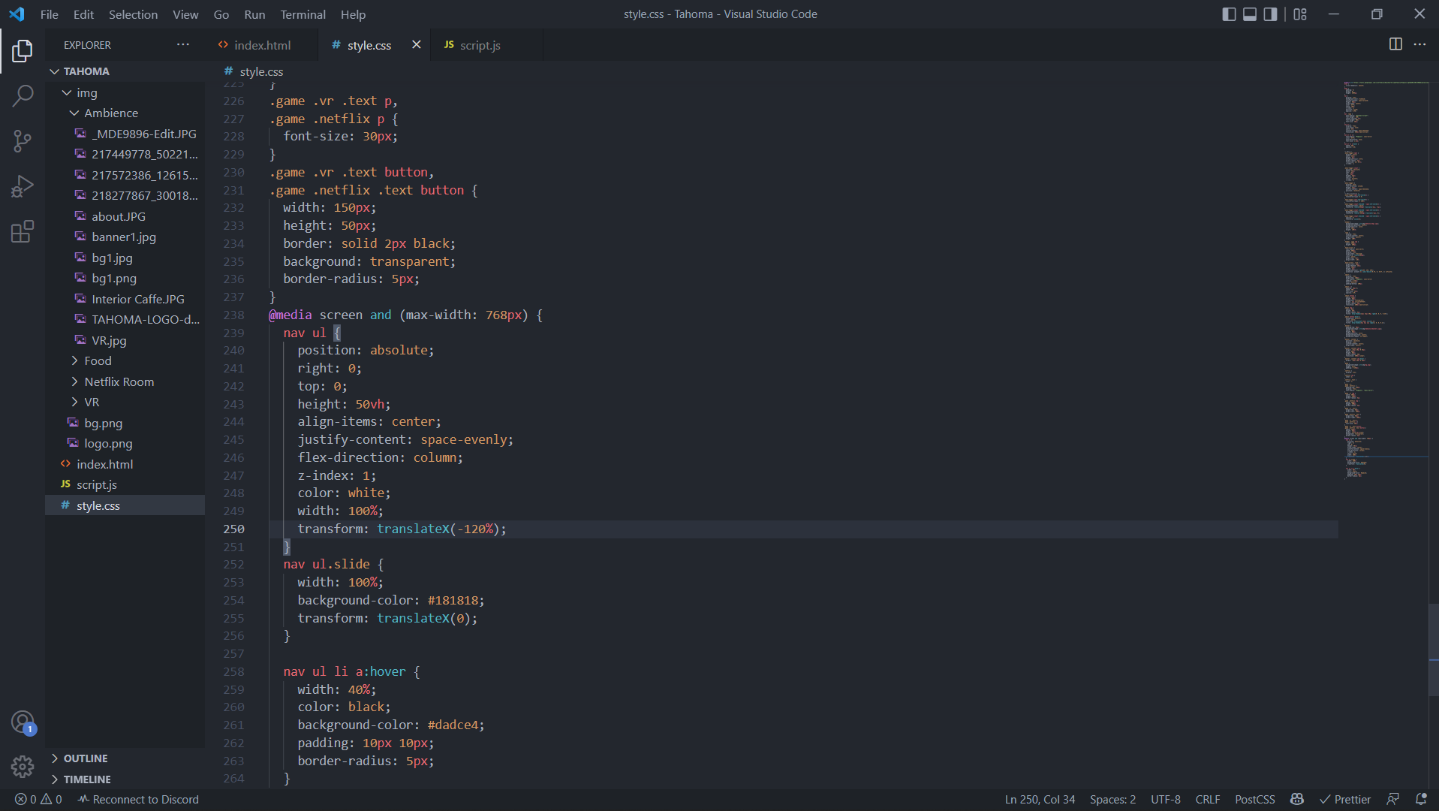 File Edit Selection View Go Run Terminal Help
style.css - Tahoma - Visual Studio Code
EXPLORER
index.html
# style.css
JS script.js
TAHOMA
img
Ambience
_MDE9896-Edit.JPG
217449778_50221...
217572386_12615...
218277867_30018...
about.JPG
banner1.jpg
bg1.jpg
bg1.png
Interior Caffe.JPG
TAHOMA-LOGO-d...
VR.jpg
Food
Netflix Room
VR
bg.png
logo.png
index.html
JS script.js
# style.css
OUTLINE
TIMELINE
1
# style.css
225 }
226 .game .vr .text p,
227 .game .netflix p {
228 font-size: 30px;
229 }
230 .game .vr .text button,
231 .game .netflix .text button {
232 width: 150px;
233 height: 50px;
234 border: solid 2px black;
235 background: transparent;
236 border-radius: 5px;
237 }
238 @media screen and (max-width: 768px) {
239 nav ul {
240 position: absolute;
241 right: 0;
242 top: 0;
243 height: 50vh;
244 align-items: center;
245 justify-content: space-evenly;
246 flex-direction: column;
247 z-index: 1;
248 color: white;
249 width: 100%;
250 transform: translateX(-120%);
251 }
252 nav ul.slide {
253 width: 100%;
254 background-color: #181818;
255 transform: translateX(0);
256 }
257
258 nav ul li a:hover {
259 width: 40%;
260 color: black;
261 background-color: #dadce4;
262 padding: 10px 10px;
263 border-radius: 5px;
264 }
0 0 Reconnect to Discord
Ln 250, Col 34 Spaces: 2 UTF-8 CRLF PostCSS Prettier